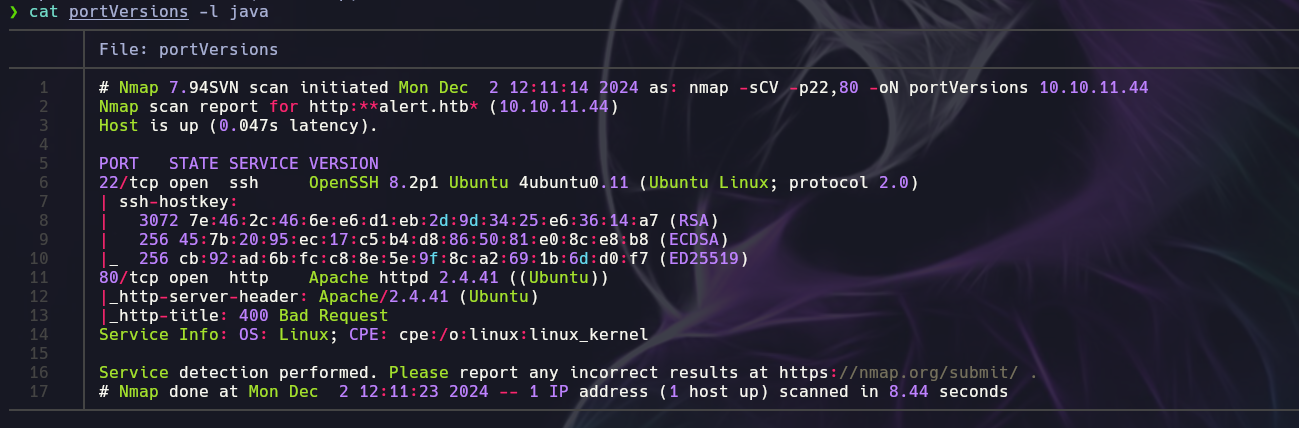 ❯ cat portVersions -l java
File: portVersions
1 # Nmap 7.94SVN scan initiated Mon Dec  2 12:11:14 2024 as: nmap -sCV -p22,80 -oN portVersions 10.10.11.44
2 Nmap scan report for http:**alert.htb* (10.10.11.44)
3 Host is up (0.047s latency).
4
5 PORT   STATE SERVICE VERSION
6 22/tcp open  ssh     OpenSSH 8.2p1 Ubuntu 4ubuntu0.11 (Ubuntu Linux; protocol 2.0)
7 | ssh-hostkey:
8 |   3072 7e:46:2c:46:6e:e6:d1:eb:2d:9d:34:25:e6:36:14:a7 (RSA)
9 |   256 45:7b:20:95:ec:17:c5:b4:d8:86:50:81:e0:8c:e8:b8 (ECDSA)
10 |_  256 cb:92:ad:6b:fc:c8:8e:5e:9f:8c:a2:69:1b:6d:d0:f7 (ED25519)
11 80/tcp open  http    Apache httpd 2.4.41 ((Ubuntu))
12 |_http-server-header: Apache/2.4.41 (Ubuntu)
13 |_http-title: 400 Bad Request
14 Service Info: OS: Linux; CPE: cpe:/o:linux:linux_kernel
15
16 Service detection performed. Please report any incorrect results at https://nmap.org/submit/ .
17 # Nmap done at Mon Dec  2 12:11:23 2024 -- 1 IP address (1 host up) scanned in 8.44 seconds